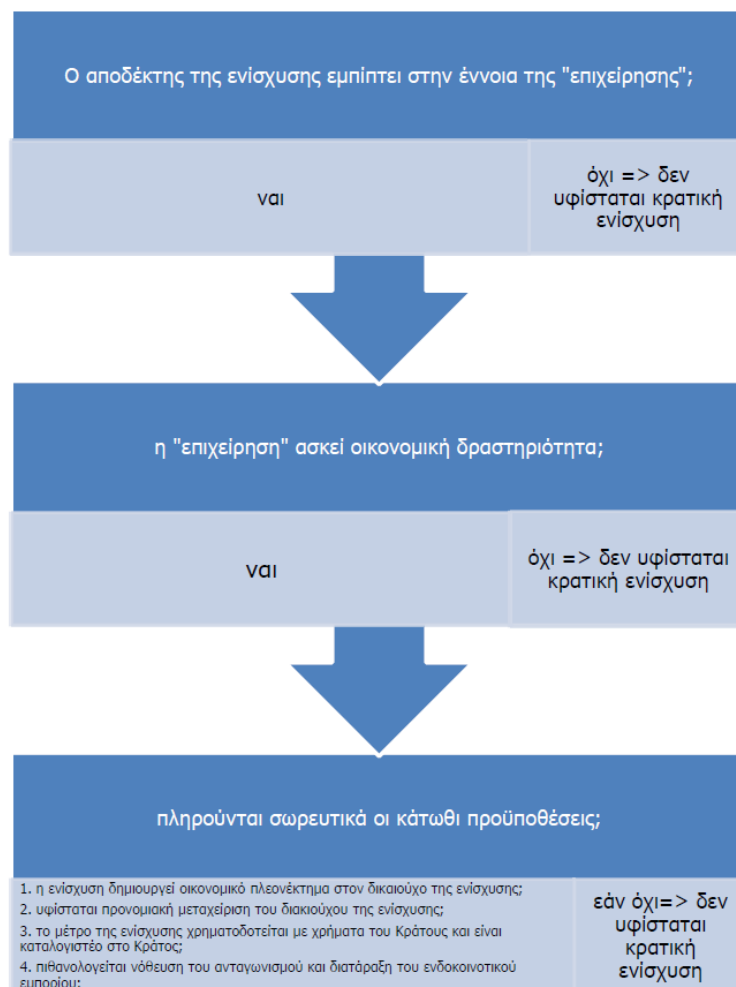 Ο αποδέκτης της ενίσχυσης εμπίπτει στην έννοια της "επιχείρησης";
ναι
όχι => δεν
υφίσταται κρατική
ενίσχυση
η "επιχείρηση" ασκεί οικονομική δραστηριότητα;
ναι
όχι => δεν υφίσταται
κρατική ενίσχυση
πληρούνται σωρευτικά οι κάτωθι προϋποθέσεις;
1. η ενίσχυση δημιουργεί οικονομικό πλεονέκτημα στον δικαιούχο της ενίσχυσης;
2. υφίσταται προνομιακή μεταχείριση του διακιούχου της ενίσχυσης;
3. το μέτρο της ενίσχυσης χρηματοδοτείται με χρήματα του Κράτους και είναι
καταλογιστέο στο Κράτος;
4. πιθανολογείται νόθευση του ανταγωνισμού και διατάραξη του ενδοκοινοτικού
εμπορίου;
εάν όχι=> δεν
υφίσταται
κρατική
ενίσχυση